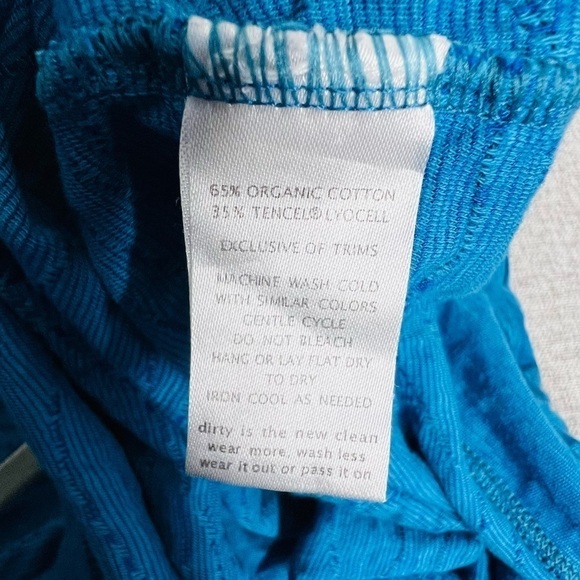 65% ORGANIC COTTON
35% TENCEL® LYOCELL
EXCLUSIVE OF TRIMS
MACHINE WASH COLD
WITH SIMILAR COLORS
GENTLE CYCLE
DO NOT BLEACH
HANG OR LAY FLAT DRY
TO DRY
IRON COOL AS NEEDED
dirty is the new clean
wear more, wash less
wear it out or pass it on